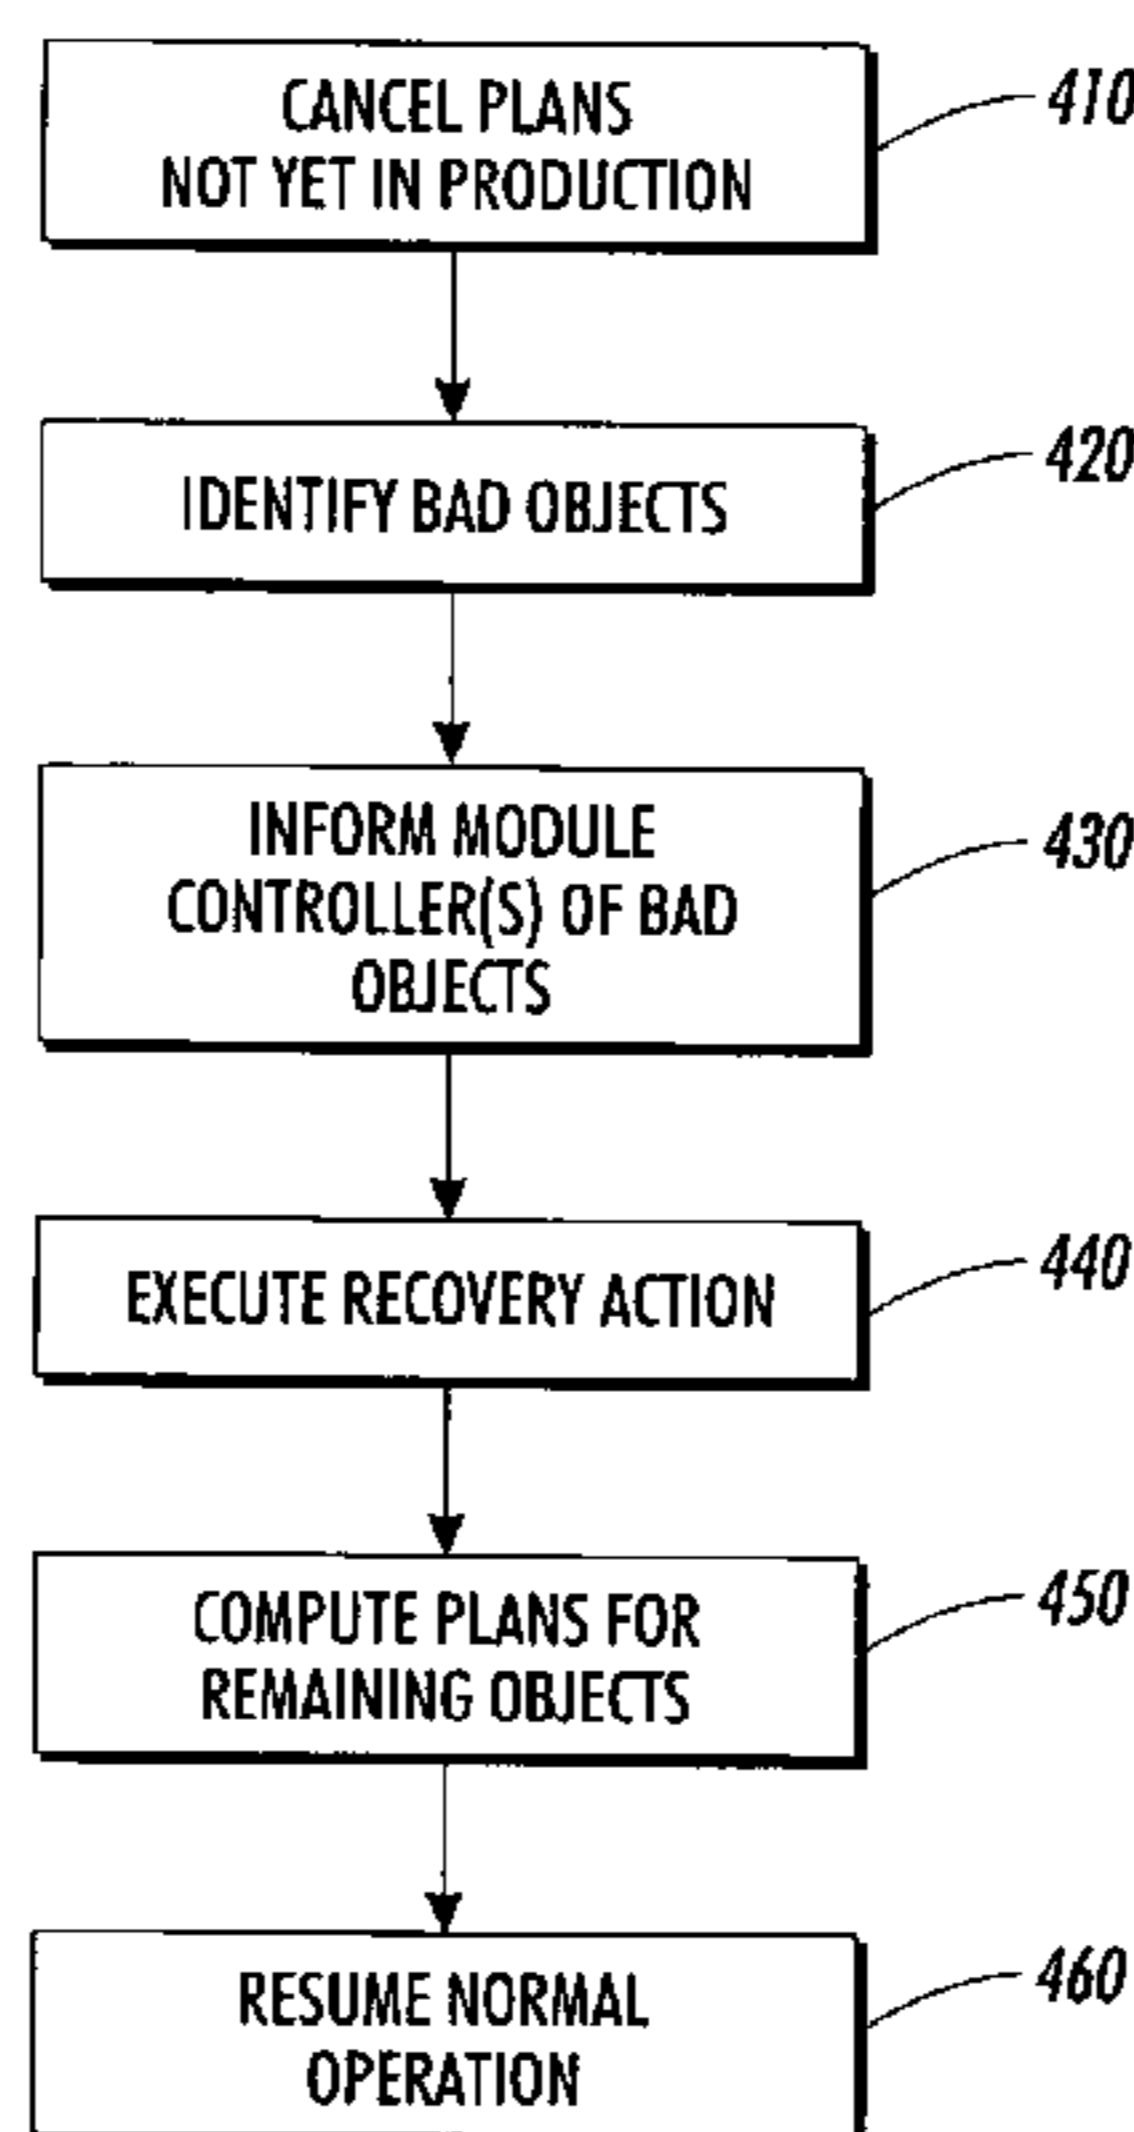 CANCEL PLANS
NOT YET IN PRODUCTION
410
IDENTIFY BAD OBJECTS
420
INFORM MODULE
CONTROLLER(S) OF BAD
OBJECTS
430
EXECUTE RECOVERY ACTION
440
COMPUTE PLANS FOR
REMAINING OBJECTS
450
RESUME NORMAL
OPERATION
460